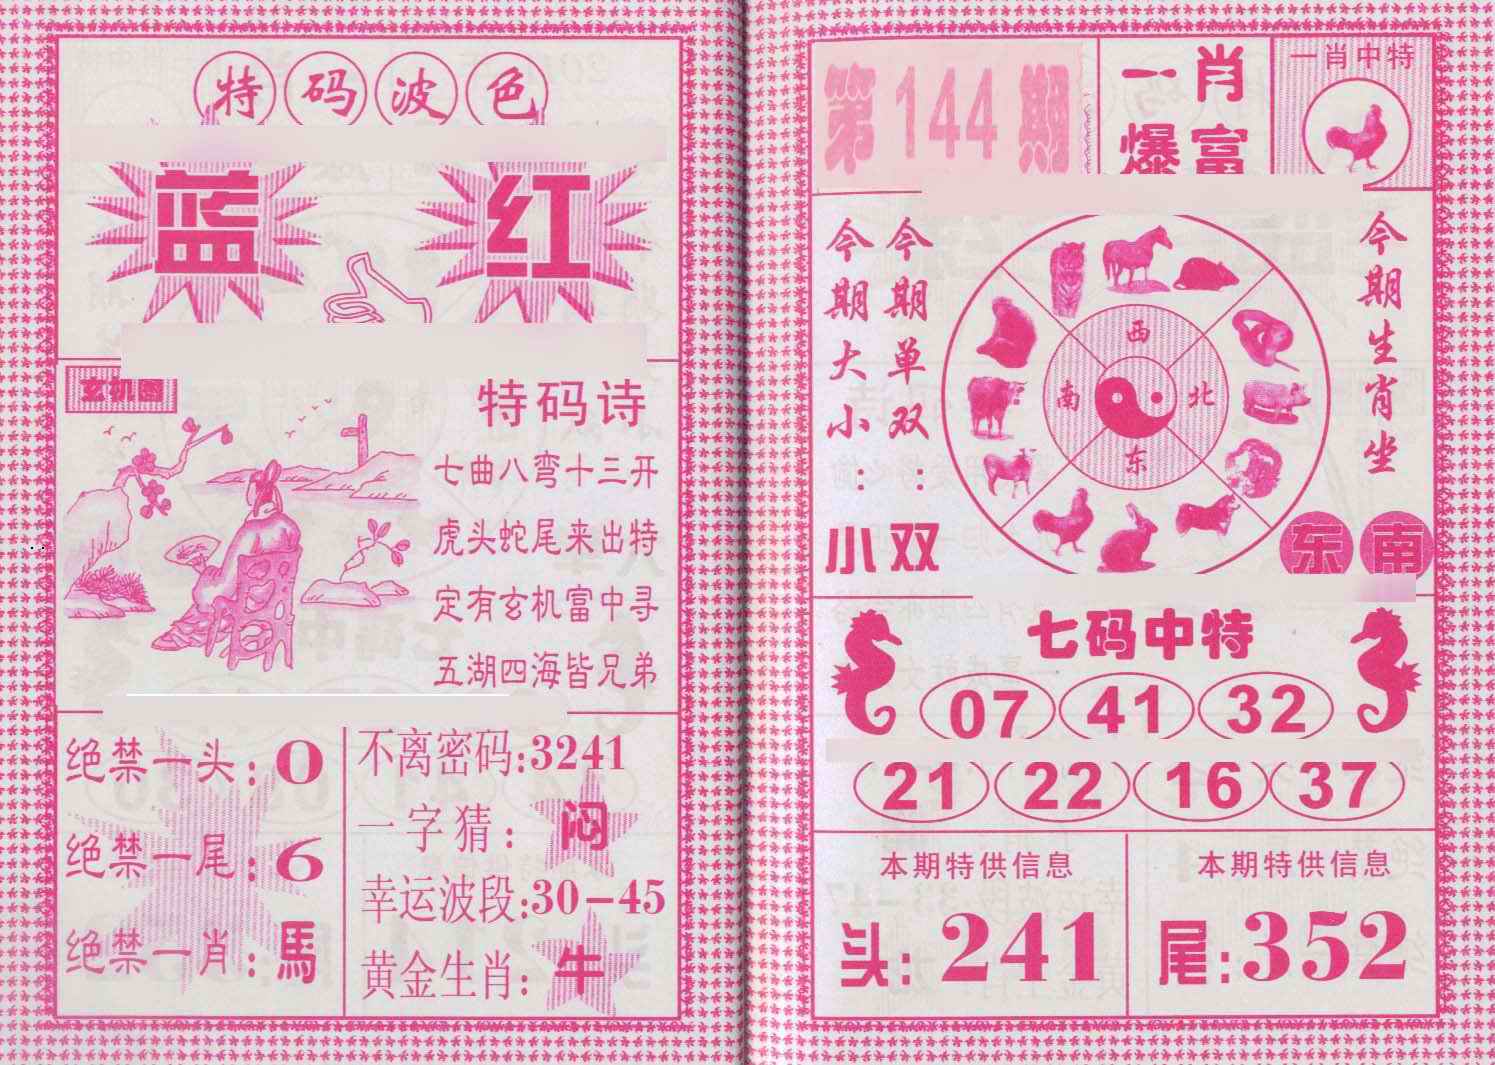 特码波色
蓝 红
玄机图
特码诗
七曲八弯十三开
虎头蛇尾来出特
定有玄机富中寻
五湖四海皆兄弟
绝禁一头:0
绝禁一尾:6
绝禁一肖:馬
不离密码:3241
一字猜:闷
幸运波段:30-45
黄金生肖:牛
第144期
一肖
爆富
一肖中特
今期大小:小
今期单双:双
西
南 北
东
今期生肖坐
东南
七码中特
07 41 32
21 22 16 37
本期特供信息
头:241
本期特供信息
尾:352